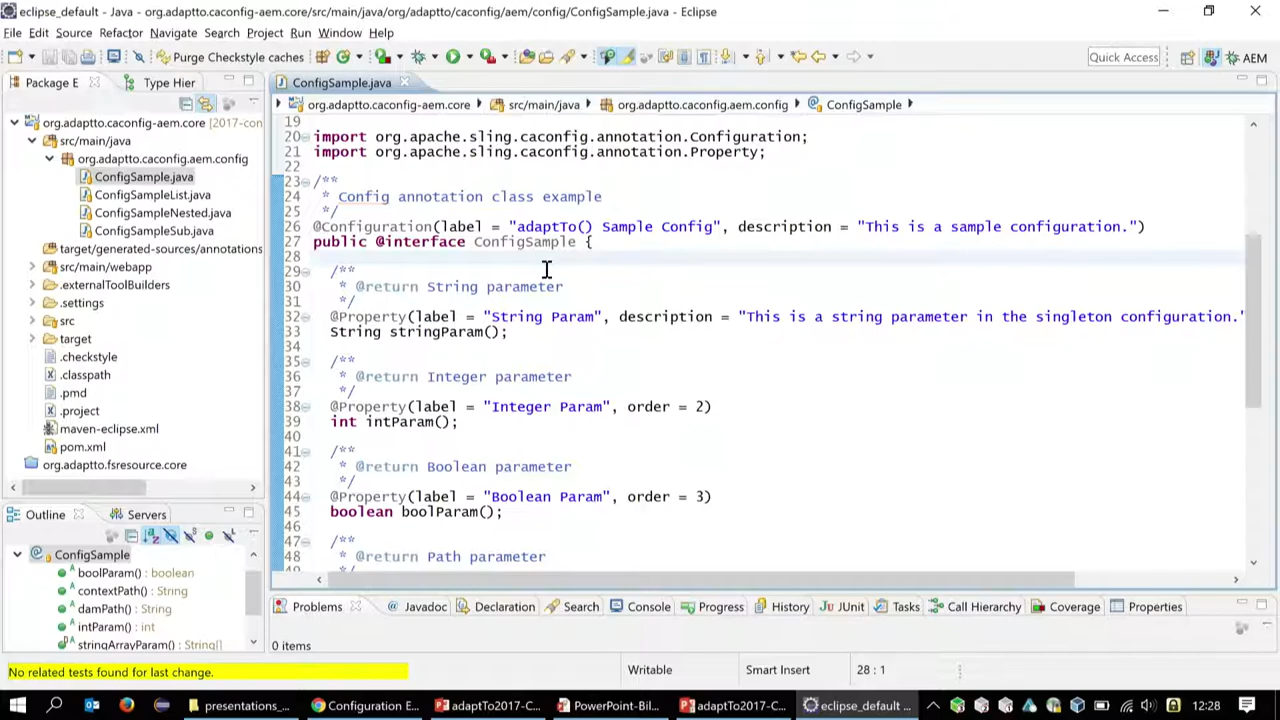 eclipse_default - Java - org.adaptto.caconfig-aem.core/src/main/java/org/adaptto/caconfig/aem/config/ConfigSample.java - Eclipse
File Edit Source Refactor Navigate Search Project Run Window Help
Purge Checkstyle caches
Quick Access
AEM
Package E
Type Hier
org.adaptto.caconfig-aem.core [2017-con
src/main/java
org.adaptto.caconfig.aem.config
ConfigSample.java
ConfigSampleList.java
ConfigSampleNested.java
ConfigSampleSub.java
target/generated-sources/annotations
src/main/webapp
.externalToolBuilders
.settings
src
target
.checkstyle
.classpath
.pmd
.project
maven-eclipse.xml
pom.xml
org.adaptto.fsresource.core
Outline
Servers
ConfigSample
boolParam() : boolean
contextPath() : String
damPath() : String
intParam() : int
stringArrayParam() : String[]
ConfigSample.java
org.adaptto.caconfig-aem.core
src/main/java
org.adaptto.caconfig.aem.config
ConfigSample
19
20 import org.apache.sling.caconfig.annotation.Configuration;
21 import org.apache.sling.caconfig.annotation.Property;
22
23 /**
24 * Config annotation class example
25 */
26 @Configuration(label = "adaptTo() Sample Config", description = "This is a sample configuration.")
27 public @interface ConfigSample {
28
29 /**
30 * @return String parameter
31 */
32 @Property(label = "String Param", description = "This is a string parameter in the singleton configuration."
33 String stringParam();
34
35 /**
36 * @return Integer parameter
37 */
38 @Property(label = "Integer Param", order = 2)
39 int intParam();
40
41 /**
42 * @return Boolean parameter
43 */
44 @Property(label = "Boolean Param", order = 3)
45 boolean boolParam();
46
47 /**
48 * @return Path parameter
49 */
Problems
Javadoc
Declaration
Search
Console
Progress
History
JUnit
Tasks
Call Hierarchy
Coverage
Properties
0 items
No related tests found for last change.
Writable
Smart Insert
28 : 1
presentations_...
Configuration E...
adaptTo2017-C...
PowerPoint-Bil...
adaptTo2017-C...
eclipse_default ...
12:28